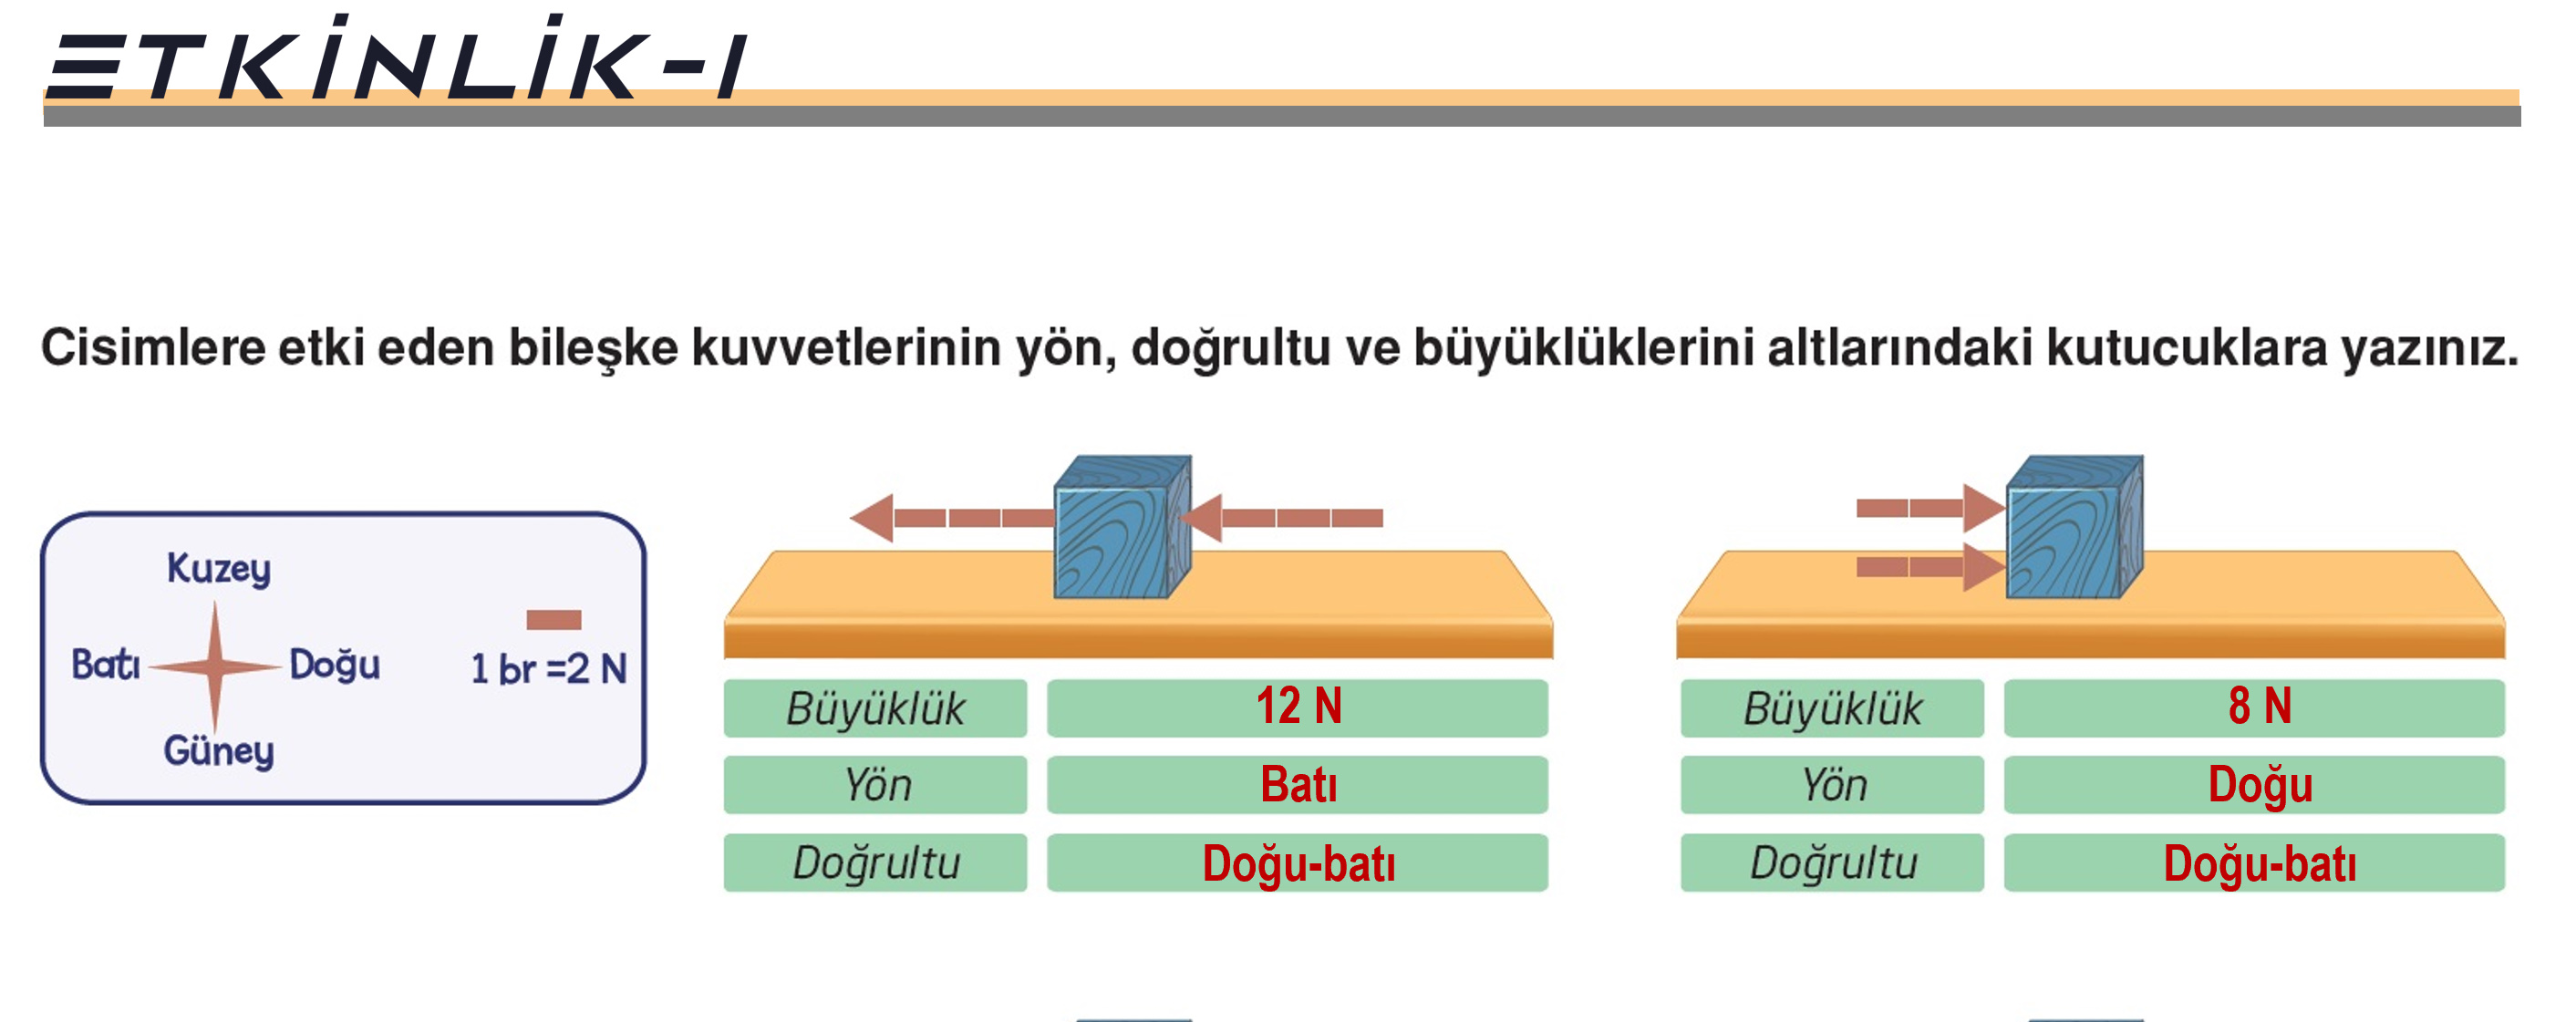 ETKİNLİK-I
Cisimlere etki eden bileşke kuvvetlerinin yön, doğrultu ve büyüklüklerini altlarındaki kutucuklara yazınız.
Kuzey
Batı
Doğu
Güney
1 br =2 N
Büyüklük 12 N
Yön Batı
Doğrultu Doğu-batı
Büyüklük 8 N
Yön Doğu
Doğrultu Doğu-batı